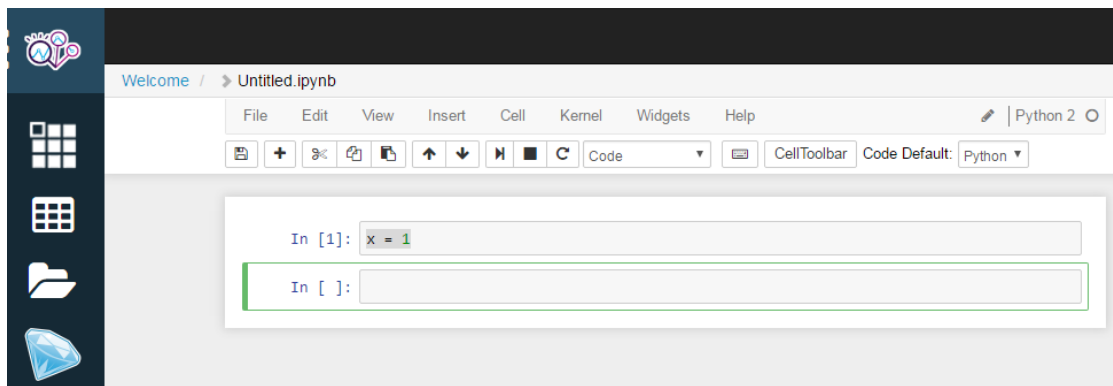 Welcome / Untitled.ipynb
File Edit View Insert Cell Kernel Widgets Help Python 2
Code CellToolbar Code Default: Python
In [1]: x = 1
In [ ]: